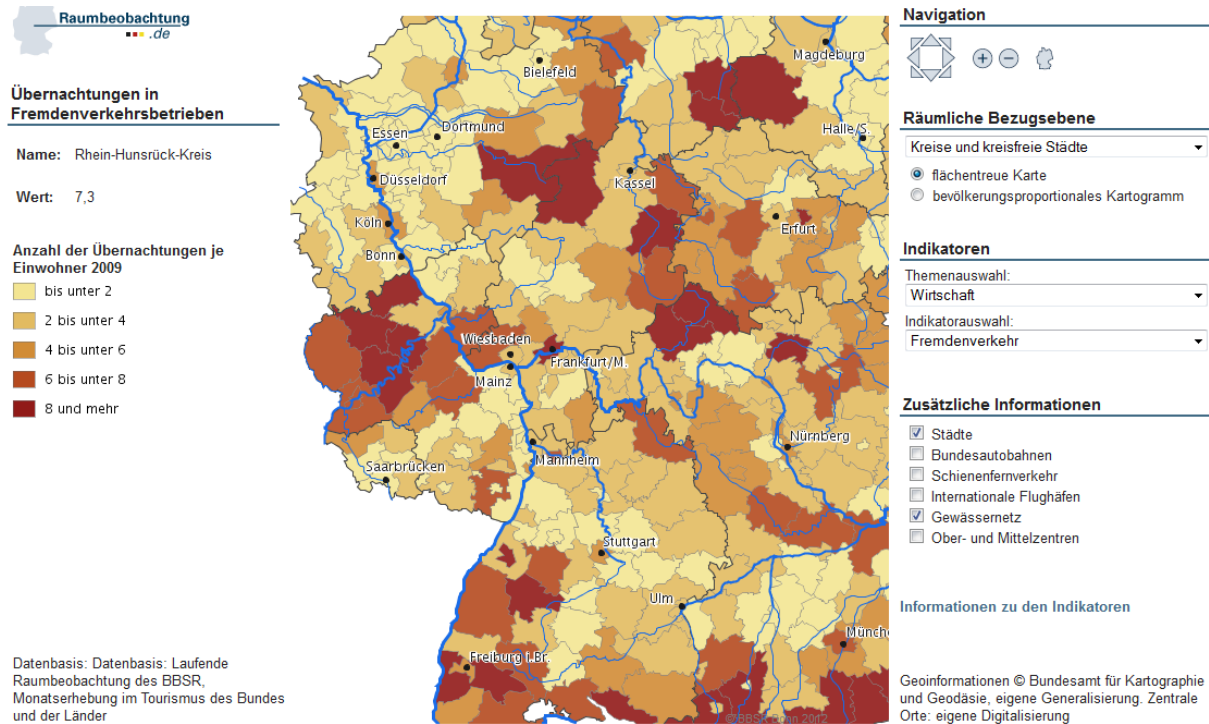 Raumbeobachtung
.de
Übernachtungen in
Fremdenverkehrsbetrieben
Name: Rhein-Hunsrück-Kreis
Wert: 7,3
Anzahl der Übernachtungen je
Einwohner 2009
bis unter 2
2 bis unter 4
4 bis unter 6
6 bis unter 8
8 und mehr
Datenbasis: Datenbasis: Laufende
Raumbeobachtung des BBSR,
Monatserhebung im Tourismus des Bundes
und der Länder
Magdeburg
Bielefeld
Essen
Dortmund
Halle/S.
Düsseldorf
Kassel
Köln
Erfurt
Bonn
Wiesbaden
Frankfurt/M.
Mainz
Nürnberg
Mannheim
Saarbrücken
Stuttgart
Ulm
Münche
Freiburg i.Br.
©BBSR Bonn 2012
Navigation
Räumliche Bezugsebene
Kreise und kreisfreie Städte
flächentreue Karte
bevölkerungsproportionales Kartogramm
Indikatoren
Themenauswahl:
Wirtschaft
Indikatorauswahl:
Fremdenverkehr
Zusätzliche Informationen
Städte
Bundesautobahnen
Schienenfernverkehr
Internationale Flughäfen
Gewässernetz
Ober- und Mittelzentren
Informationen zu den Indikatoren
Geoinformationen © Bundesamt für Kartographie
und Geodäsie, eigene Generalisierung. Zentrale
Orte: eigene Digitalisierung